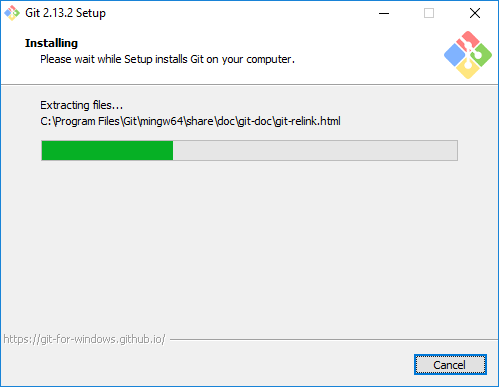 Git 2.13.2 Setup
Installing
Please wait while Setup installs Git on your computer.
Extracting files...
C:\Program Files\Git\mingw64\share\doc\git-doc\git-relink.html
https://git-for-windows.github.io/
Cancel